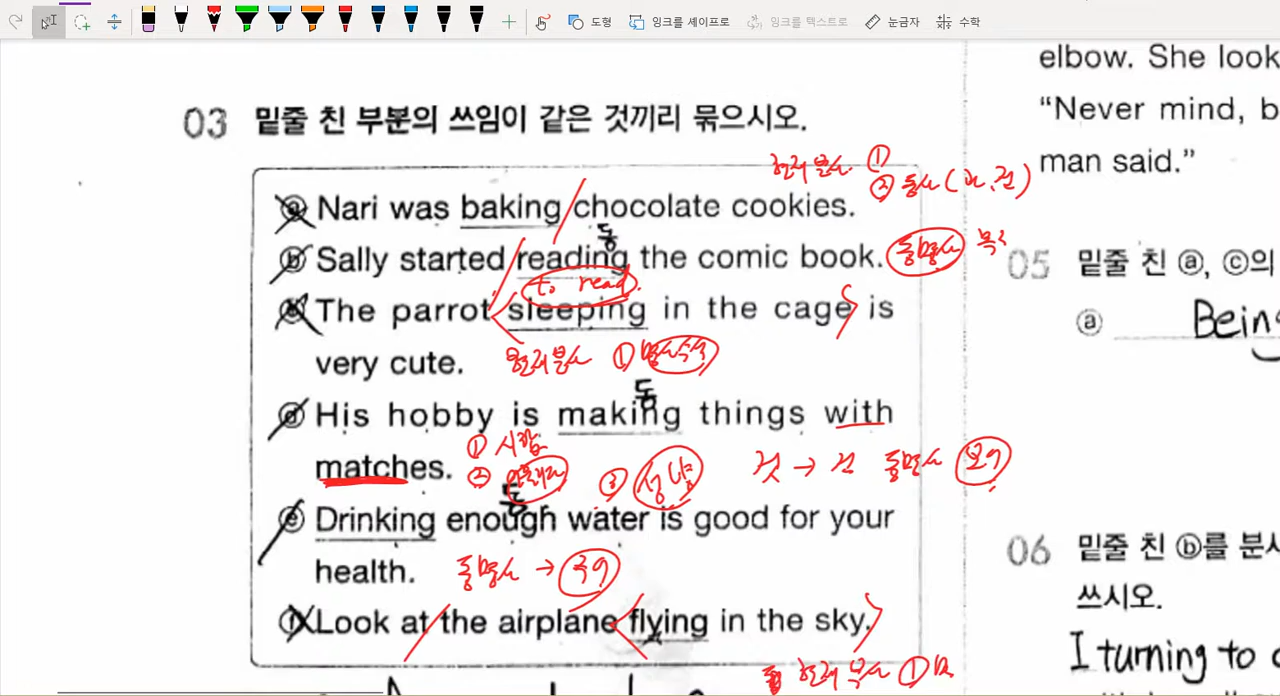 도형 잉크를 셰이프로 잉크를 텍스트로 눈금자 수학
elbow. She look
"Never mind, b
man said."
03 밑줄 친 부분의 쓰임이 같은 것끼리 묶으시오.
현재분사 ①
② 동사 (
ⓐ Nari was baking chocolate cookies.
동
ⓑ Sally started reading the comic book. 동명사 목
to read
ⓒ The parrot sleeping in the cage is
very cute. 현재분사 ① 명사수식
동
ⓓ His hobby is making things with
matches. ① 시합
② ③ 성냥 것 → 동명사 보어
동
ⓔ Drinking enough water is good for your
health. 동명사 → 주어
ⓕ Look at the airplane flying in the sky.
현재분사 ①
05 밑줄 친 ⓐ, ⓒ의
ⓐ Being
06 밑줄 친 ⓑ를 분사
쓰시오.
I turning to